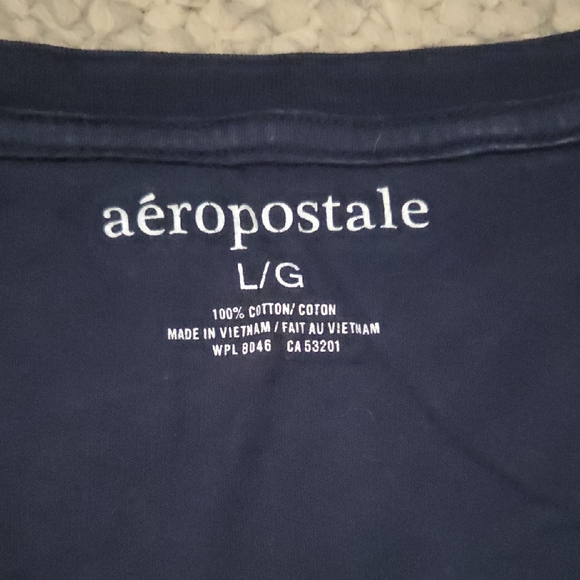 aéropostale
L/G
100% COTTON/ COTON
MADE IN VIETNAM / FAIT AU VIETNAM
WPL 8046 CA 53201